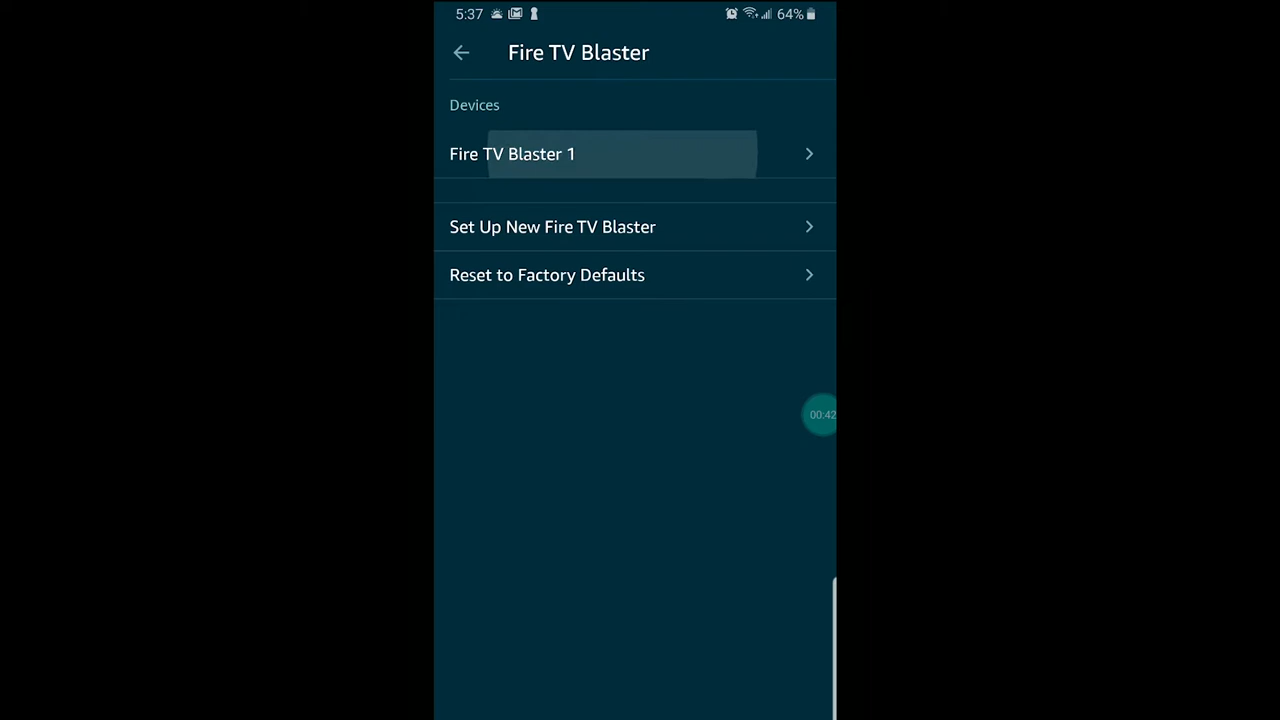 5:37 64%
Fire TV Blaster
Devices
Fire TV Blaster 1
Set Up New Fire TV Blaster
Reset to Factory Defaults
00:42